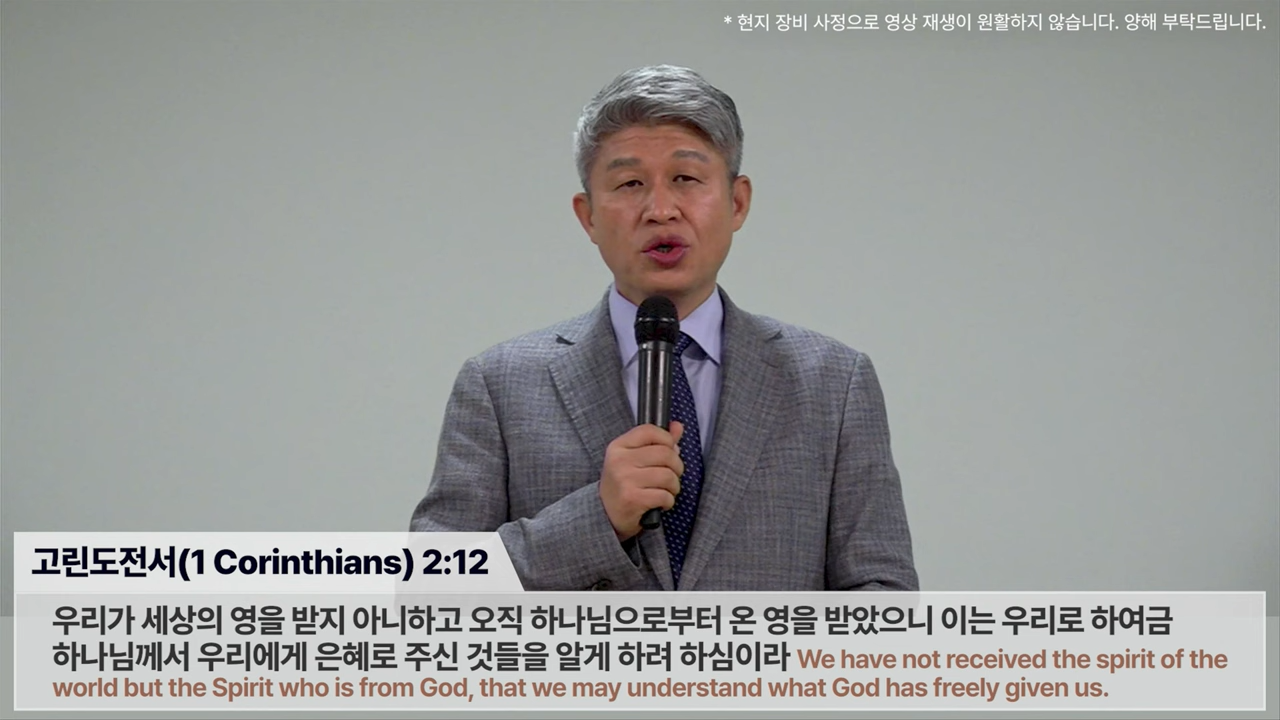 * 현지 장비 사정으로 영상 재생이 원활하지 않습니다. 양해 부탁드립니다.
고린도전서(1 Corinthians) 2:12
우리가 세상의 영을 받지 아니하고 오직 하나님으로부터 온 영을 받았으니 이는 우리로 하여금
하나님께서 우리에게 은혜로 주신 것들을 알게 하려 하심이라 We have not received the spirit of the
world but the Spirit who is from God, that we may understand what God has freely given us.